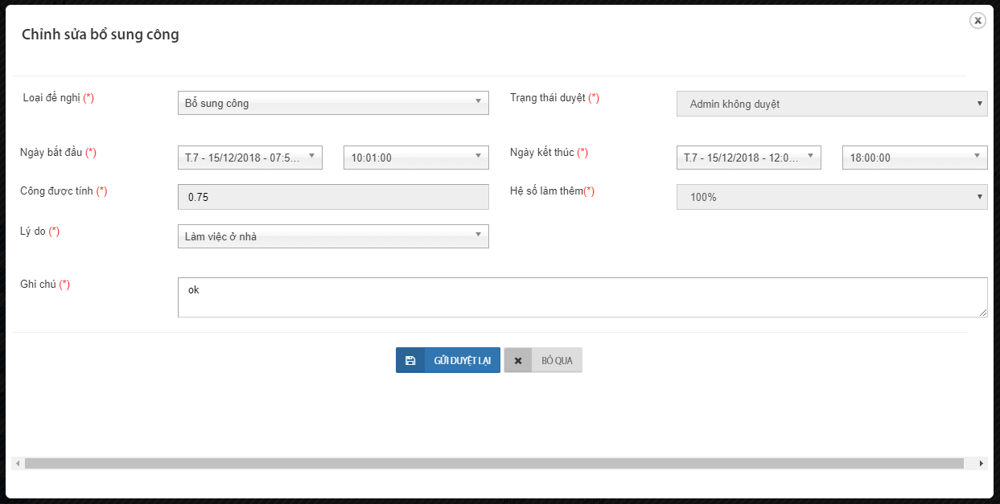 Chỉnh sửa bổ sung công
Loại đề nghị (*)
Bổ sung công
Trạng thái duyệt (*)
Admin không duyệt
Ngày bắt đầu (*)
T.7 - 15/12/2018 - 07:5...
10:01:00
Ngày kết thúc (*)
T.7 - 15/12/2018 - 12:0...
18:00:00
Công được tính (*)
0.75
Hệ số làm thêm(*)
100%
Lý do (*)
Làm việc ở nhà
Ghi chú (*)
ok
GỬI DUYỆT LẠI
BỎ QUA